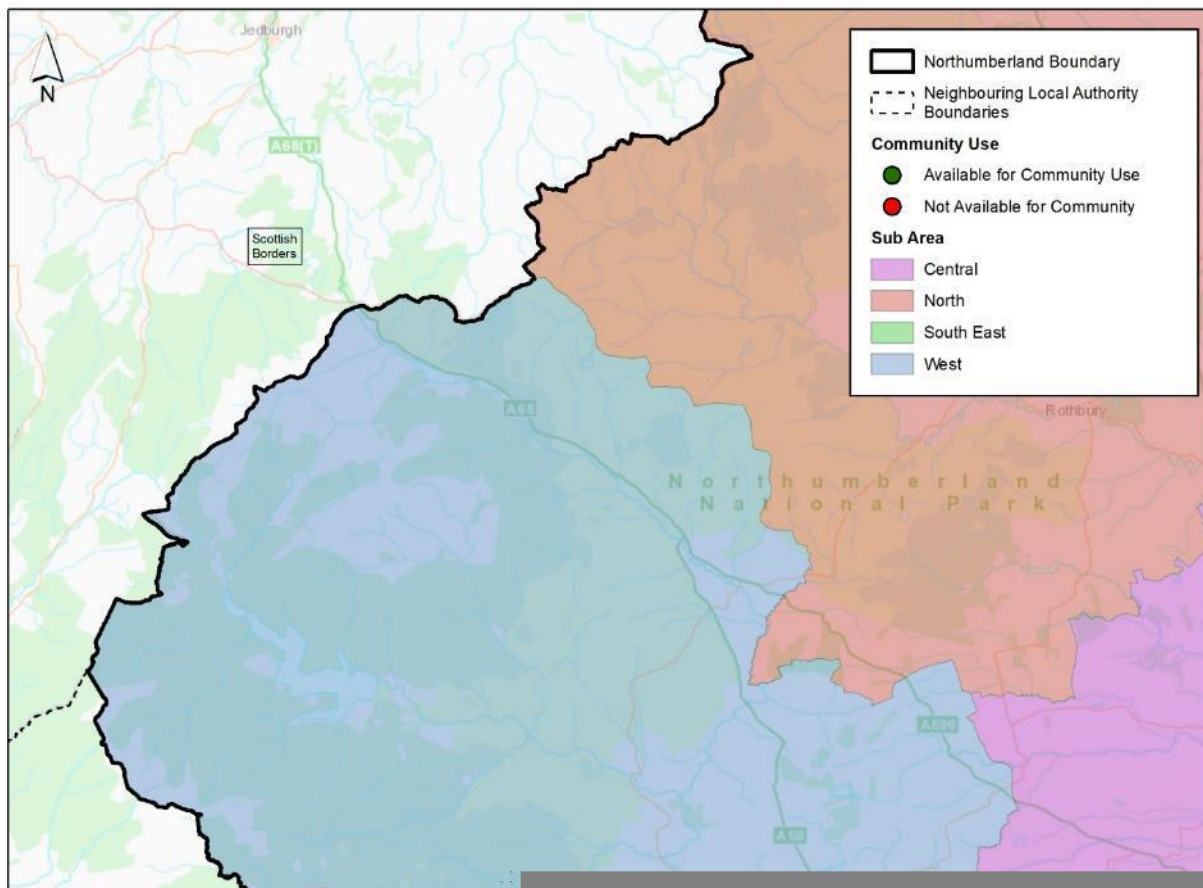 Jedburgh
N
A68(T)
Scottish
Borders
A68
Rothbury
Northumberland
National Park
A696
A68
Northumberland Boundary
Neighbouring Local Authority
Boundaries
Community Use
Available for Community Use
Not Available for Community
Sub Area
Central
North
South East
West